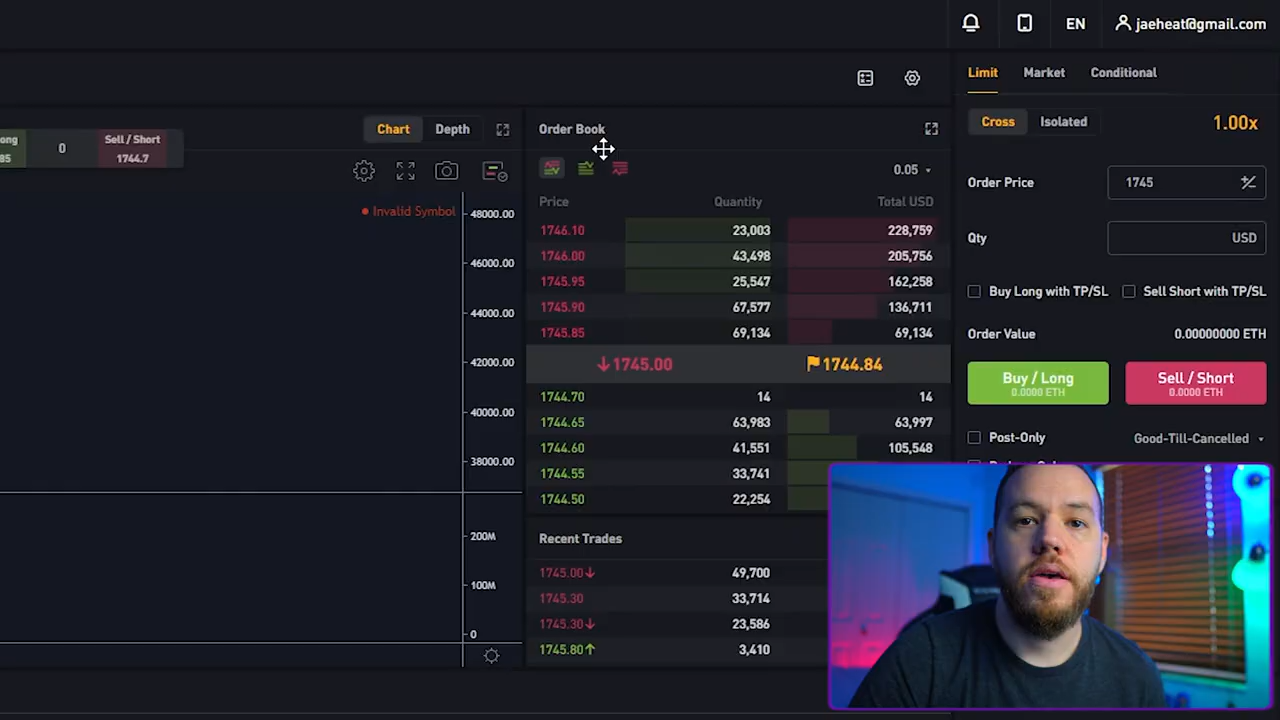 EN jaeheat@gmail.com
Limit Market Conditional
Cross Isolated 1.00x
Order Price 1745
Qty USD
Buy Long with TP/SL Sell Short with TP/SL
Order Value 0.00000000 ETH
Buy / Long Sell / Short
0.0000 ETH 0.0000 ETH
Post-Only Good-Till-Cancelled
ong 0 Sell / Short
85 1744.7
Chart Depth
Invalid Symbol
48000.00
46000.00
44000.00
42000.00
40000.00
38000.00
200M
100M
0
Order Book
0.05
Price Quantity Total USD
1746.10 23,003 228,759
1746.00 43,498 205,756
1745.95 25,547 162,258
1745.90 67,577 136,711
1745.85 69,134 69,134
↓1745.00 1744.84
1744.70 14 14
1744.65 63,983 63,997
1744.60 41,551 105,548
1744.55 33,741
1744.50 22,254
Recent Trades
1745.00↓ 49,700
1745.30 33,714
1745.30↓ 23,586
1745.80↑ 3,410